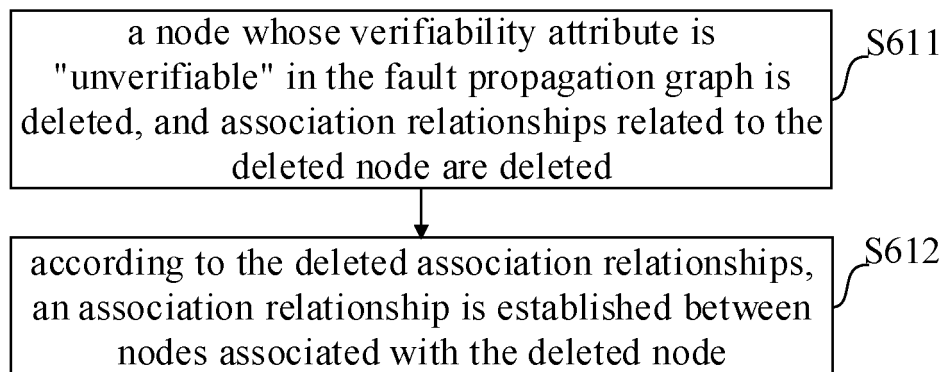 a node whose verifiability attribute is
"unverifiable" in the fault propagation graph is
deleted, and association relationships related to the
deleted node are deleted
S611
according to the deleted association relationships,
an association relationship is established between
nodes associated with the deleted node
S612